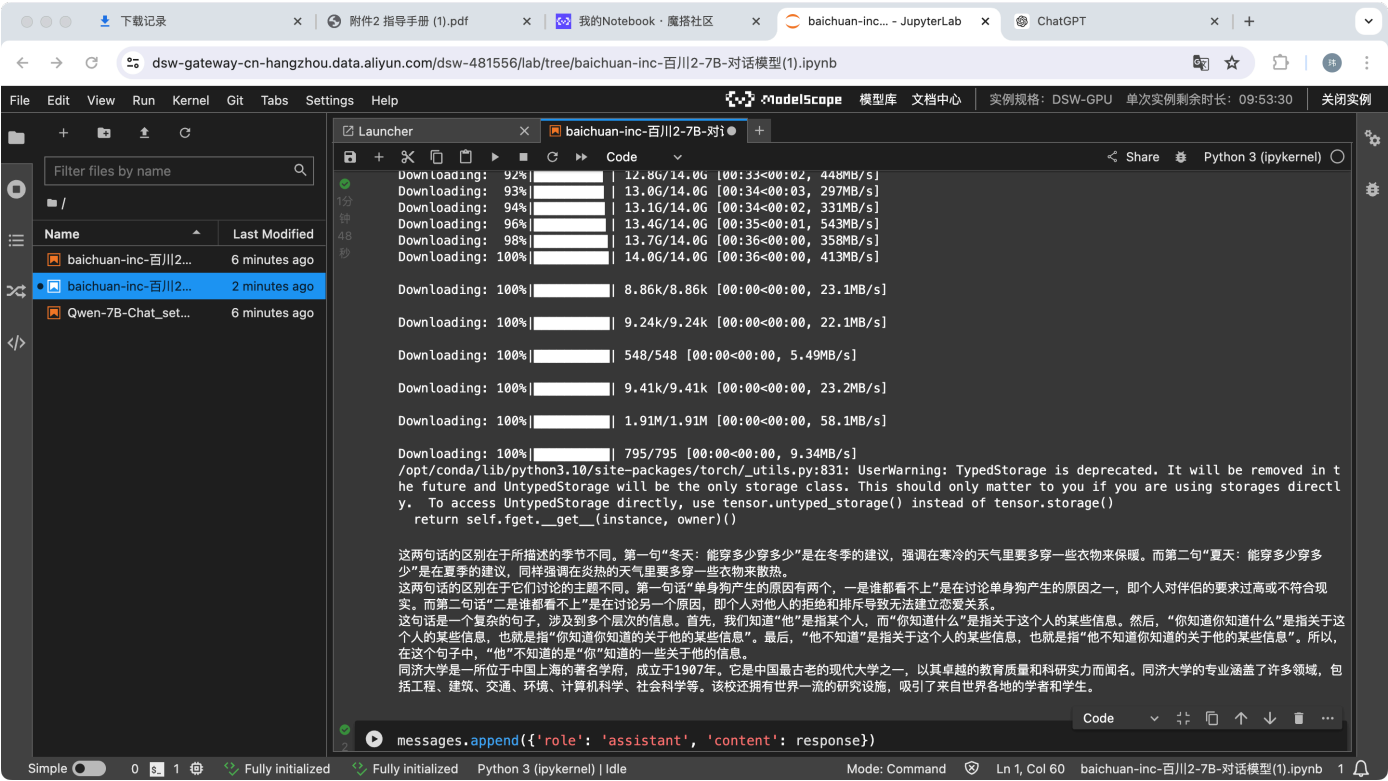 下载记录
附件2 指导手册 (1).pdf
我的Notebook · 魔搭社区
baichuan-inc... - JupyterLab
ChatGPT
dsw-gateway-cn-hangzhou.data.aliyun.com/dsw-481556/lab/tree/baichuan-inc-百川2-7B-对话模型(1).ipynb
玮
File Edit View Run Kernel Git Tabs Settings Help
ModelScope 模型库 文档中心 实例规格: DSW-GPU 单次实例剩余时长: 09:53:30 关闭实例
Launcher
baichuan-inc-百川2-7B-对
Code
Share
Python 3 (ipykernel)
Filter files by name
/
Name Last Modified
baichuan-inc-百川2... 6 minutes ago
baichuan-inc-百川2... 2 minutes ago
Qwen-7B-Chat_set... 6 minutes ago
1分
钟
48
秒
Downloading: 92%| | 12.8G/14.0G [00:33<00:02, 448MB/s]
Downloading: 93%| | 13.0G/14.0G [00:34<00:03, 297MB/s]
Downloading: 94%| | 13.1G/14.0G [00:34<00:02, 331MB/s]
Downloading: 96%| | 13.4G/14.0G [00:35<00:01, 543MB/s]
Downloading: 98%| | 13.7G/14.0G [00:36<00:00, 358MB/s]
Downloading: 100%| | 14.0G/14.0G [00:36<00:00, 413MB/s]
Downloading: 100%| | 8.86k/8.86k [00:00<00:00, 23.1MB/s]
Downloading: 100%| | 9.24k/9.24k [00:00<00:00, 22.1MB/s]
Downloading: 100%| | 548/548 [00:00<00:00, 5.49MB/s]
Downloading: 100%| | 9.41k/9.41k [00:00<00:00, 23.2MB/s]
Downloading: 100%| | 1.91M/1.91M [00:00<00:00, 58.1MB/s]
Downloading: 100%| | 795/795 [00:00<00:00, 9.34MB/s]
/opt/conda/lib/python3.10/site-packages/torch/_utils.py:831: UserWarning: TypedStorage is deprecated. It will be removed in t
he future and UntypedStorage will be the only storage class. This should only matter to you if you are using storages directl
y.  To access UntypedStorage directly, use tensor.untyped_storage() instead of tensor.storage()
return self.fget.__get__(instance, owner)()
这两句话的区别在于所描述的季节不同。第一句“冬天：能穿多少穿多少”是在冬季的建议，强调在寒冷的天气里要多穿一些衣物来保暖。而第二句“夏天：能穿多少穿多
少”是在夏季的建议，同样强调在炎热的天气里要多穿一些衣物来散热。
这两句话的区别在于它们讨论的主题不同。第一句话“单身狗产生的原因有两个，一是谁都看不上”是在讨论单身狗产生的原因之一，即个人对伴侣的要求过高或不符合现
实。而第二句话“二是谁都看不上”是在讨论另一个原因，即个人对他人的拒绝和排斥导致无法建立恋爱关系。
这句话是一个复杂的句子，涉及到多个层次的信息。首先，我们知道“他”是指某个人，而“你知道什么”是指关于这个人的某些信息。然后，“你知道你知道什么”是指关于这
个人的某些信息，也就是指“你知道你知道的关于他的某些信息”。最后，“他不知道”是指关于这个人的某些信息，也就是指“他不知道你知道的关于他的某些信息”。所以，
在这个句子中，“他”不知道的是“你”知道的一些关于他的信息。
同济大学是一所位于中国上海的著名学府，成立于1907年。它是中国最古老的现代大学之一，以其卓越的教育质量和科研实力而闻名。同济大学的专业涵盖了许多领域，包
括工程、建筑、交通、环境、计算机科学、社会科学等。该校还拥有世界一流的研究设施，吸引了来自世界各地的学者和学生。
Code
2
messages.append({'role': 'assistant', 'content': response})
Simple 0 $_ 1 Fully initialized Fully initialized Python 3 (ipykernel) | Idle Mode: Command Ln 1, Col 60 baichuan-inc-百川2-7B-对话模型(1).ipynb 1